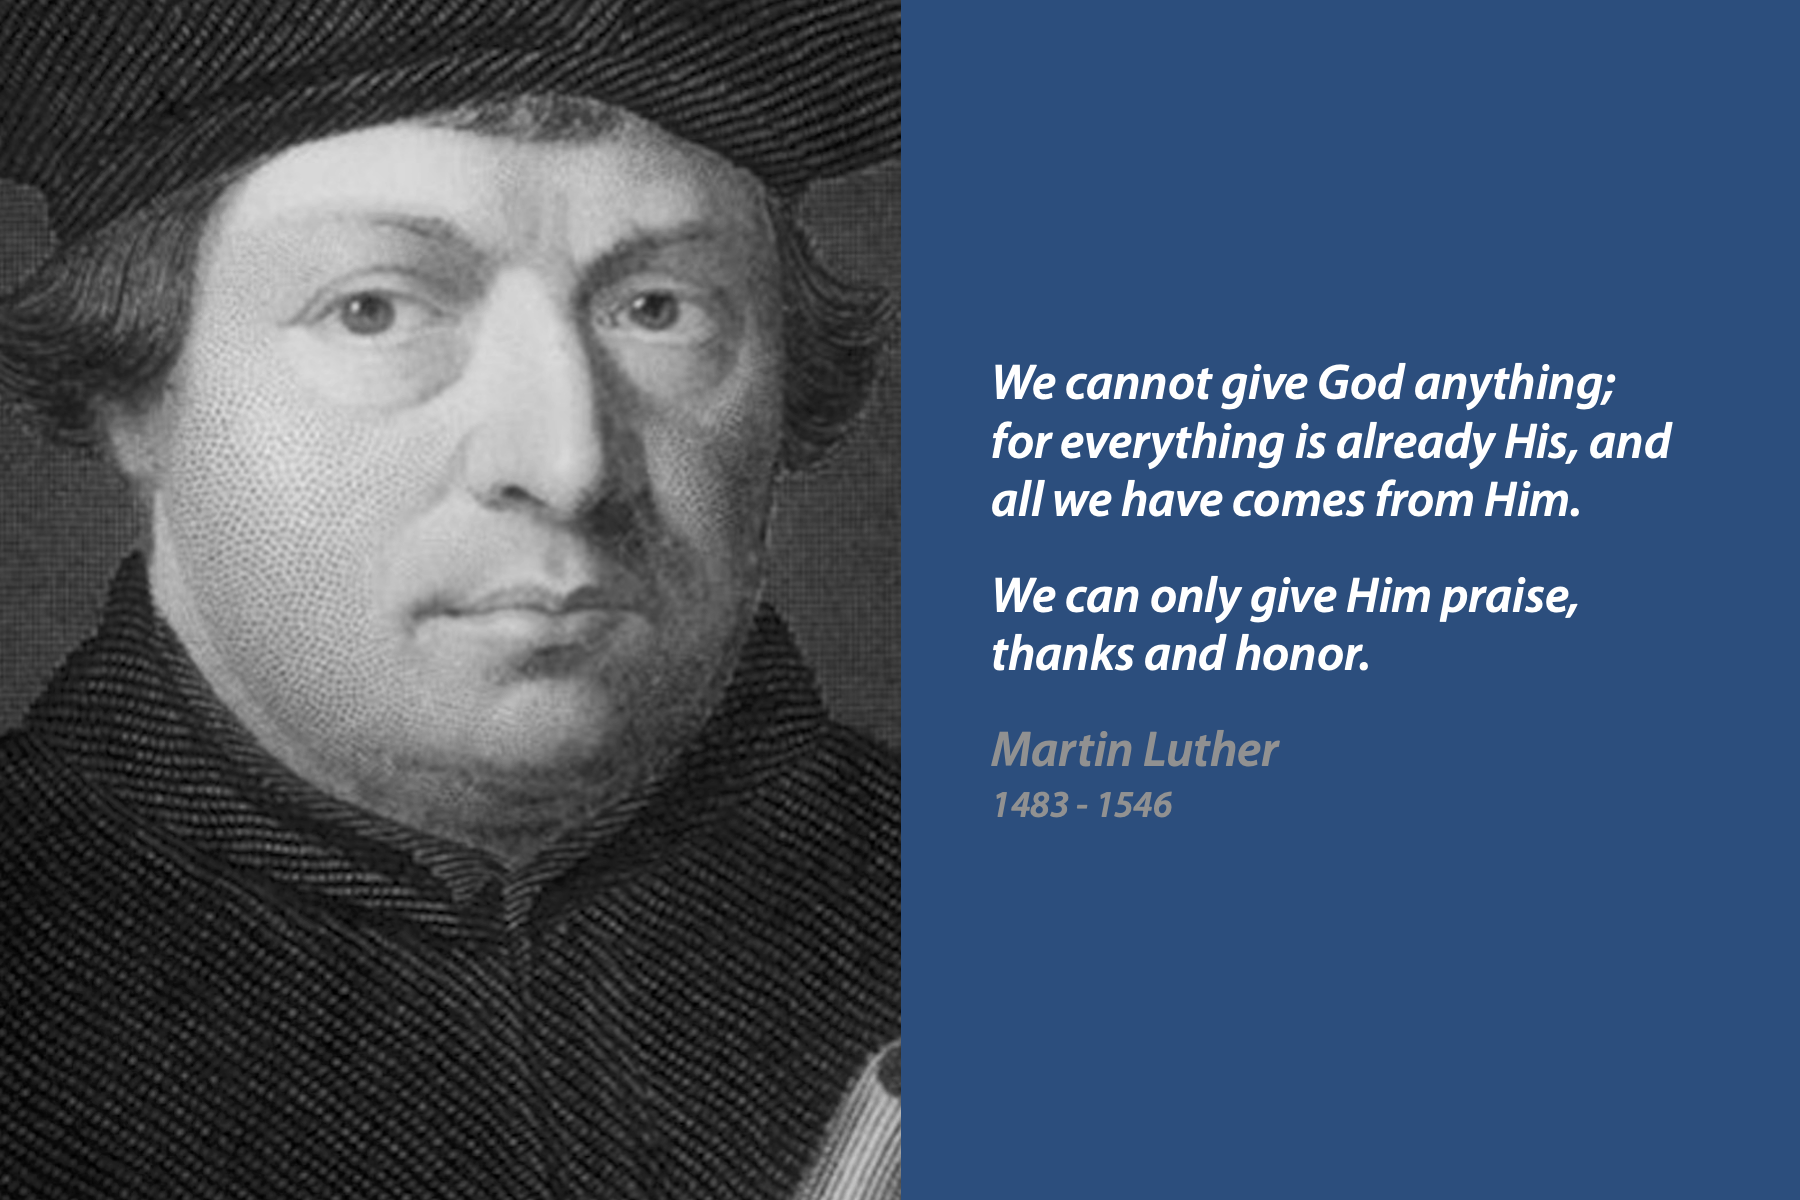 We cannot give God anything;
for everything is already His, and
all we have comes from Him.
We can only give Him praise,
thanks and honor.
Martin Luther
1483 - 1546